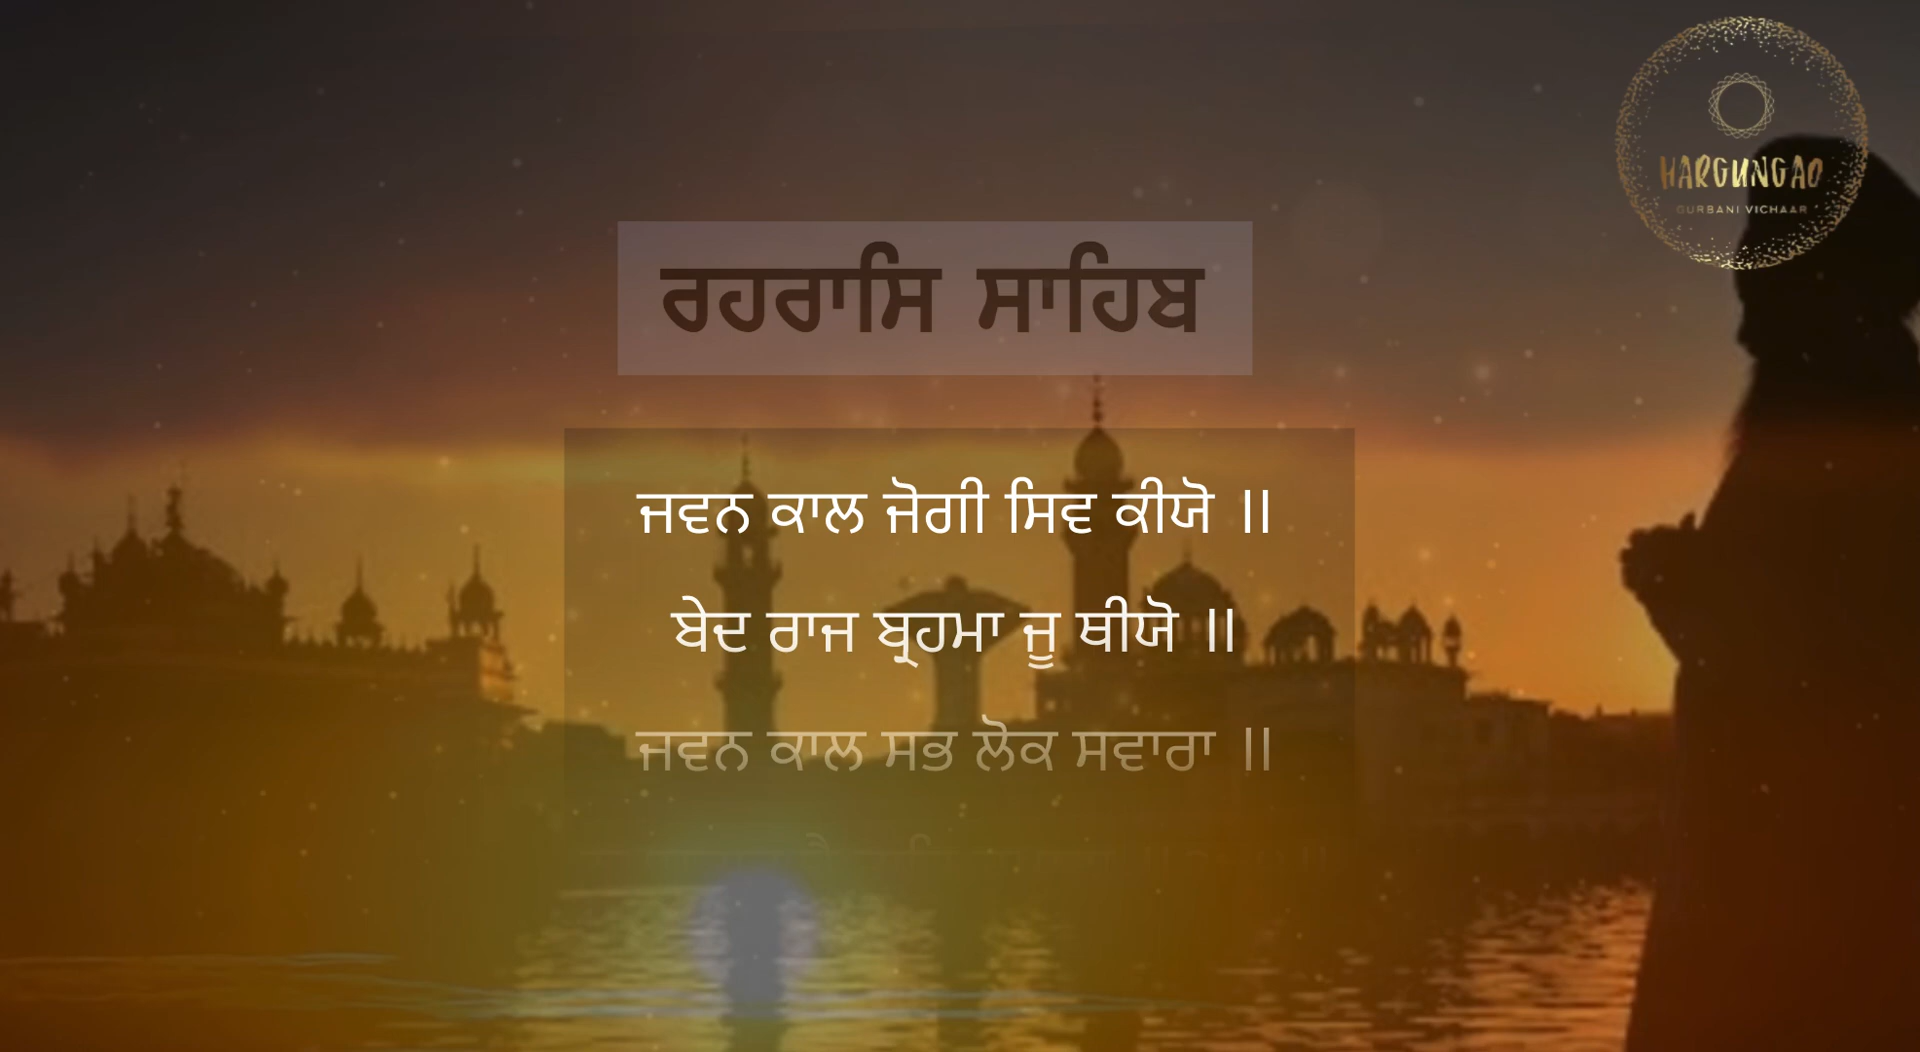 HARGUNGAO
GURBANI VICHAAR
ਰਹਰਾਸਿ ਸਾਹਿਬ
ਜਵਨ ਕਾਲ ਜੋਗੀ ਸਿਵ ਕੀਯੋ ॥
ਬੇਦ ਰਾਜ ਬ੍ਰਹਮਾ ਜੂ ਥੀਯੋ ॥
ਜਵਨ ਕਾਲ ਸਭ ਲੋਕ ਸਵਾਰਾ ॥